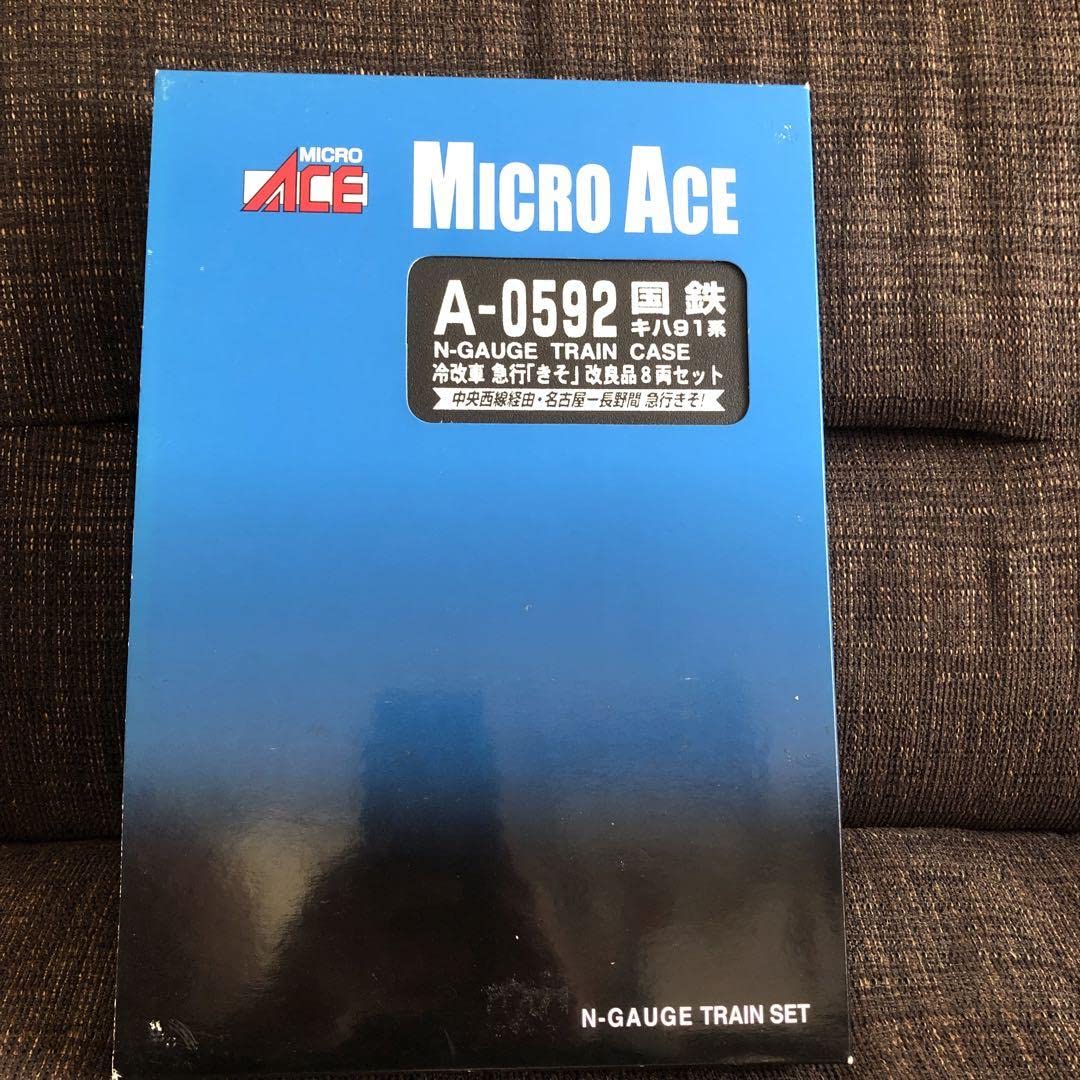 MICRO
ACE
MICRO ACE
A-0592 国鉄
キハ91系
N-GAUGE TRAIN CASE
冷改車 急行「きそ」改良品8両セット
中央西線経由・名古屋ー長野間 急行きそ!
N-GAUGE TRAIN SET